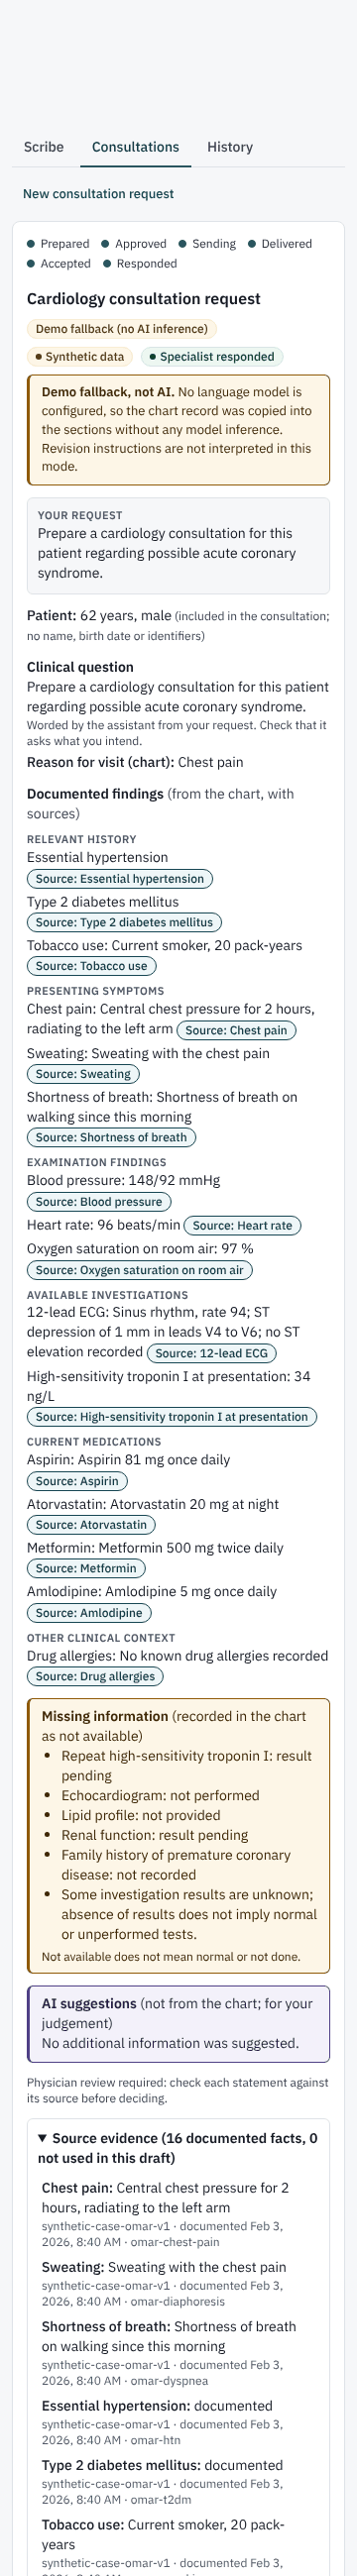 Scribe Consultations History
New consultation request
Prepared Approved Sending Delivered
Accepted Responded
Cardiology consultation request
Demo fallback (no AI inference)
Synthetic data Specialist responded
Demo fallback, not AI. No language model is
configured, so the chart record was copied into
the sections without any model inference.
Revision instructions are not interpreted in this
mode.
YOUR REQUEST
Prepare a cardiology consultation for this
patient regarding possible acute coronary
syndrome.
Patient: 62 years, male (included in the consultation;
no name, birth date or identifiers)
Clinical question
Prepare a cardiology consultation for this patient
regarding possible acute coronary syndrome.
Worded by the assistant from your request. Check that it
asks what you intend.
Reason for visit (chart): Chest pain
Documented findings (from the chart, with
sources)
RELEVANT HISTORY
Essential hypertension
Source: Essential hypertension
Type 2 diabetes mellitus
Source: Type 2 diabetes mellitus
Tobacco use: Current smoker, 20 pack-years
Source: Tobacco use
PRESENTING SYMPTOMS
Chest pain: Central chest pressure for 2 hours,
radiating to the left arm Source: Chest pain
Sweating: Sweating with the chest pain
Source: Sweating
Shortness of breath: Shortness of breath on
walking since this morning
Source: Shortness of breath
EXAMINATION FINDINGS
Blood pressure: 148/92 mmHg
Source: Blood pressure
Heart rate: 96 beats/min Source: Heart rate
Oxygen saturation on room air: 97 %
Source: Oxygen saturation on room air
AVAILABLE INVESTIGATIONS
12-lead ECG: Sinus rhythm, rate 94; ST
depression of 1 mm in leads V4 to V6; no ST
elevation recorded Source: 12-lead ECG
High-sensitivity troponin I at presentation: 34
ng/L
Source: High-sensitivity troponin I at presentation
CURRENT MEDICATIONS
Aspirin: Aspirin 81 mg once daily
Source: Aspirin
Atorvastatin: Atorvastatin 20 mg at night
Source: Atorvastatin
Metformin: Metformin 500 mg twice daily
Source: Metformin
Amlodipine: Amlodipine 5 mg once daily
Source: Amlodipine
OTHER CLINICAL CONTEXT
Drug allergies: No known drug allergies recorded
Source: Drug allergies
Missing information (recorded in the chart
as not available)
• Repeat high-sensitivity troponin I: result
pending
• Echocardiogram: not performed
• Lipid profile: not provided
• Renal function: result pending
• Family history of premature coronary
disease: not recorded
• Some investigation results are unknown;
absence of results does not imply normal
or unperformed tests.
Not available does not mean normal or not done.
AI suggestions (not from the chart; for your
judgement)
No additional information was suggested.
Physician review required: check each statement against
its source before deciding.
▼ Source evidence (16 documented facts, 0
not used in this draft)
Chest pain: Central chest pressure for 2
hours, radiating to the left arm
synthetic-case-omar-v1 · documented Feb 3,
2026, 8:40 AM · omar-chest-pain
Sweating: Sweating with the chest pain
synthetic-case-omar-v1 · documented Feb 3,
2026, 8:40 AM · omar-diaphoresis
Shortness of breath: Shortness of breath
on walking since this morning
synthetic-case-omar-v1 · documented Feb 3,
2026, 8:40 AM · omar-dyspnea
Essential hypertension: documented
synthetic-case-omar-v1 · documented Feb 3,
2026, 8:40 AM · omar-htn
Type 2 diabetes mellitus: documented
synthetic-case-omar-v1 · documented Feb 3,
2026, 8:40 AM · omar-t2dm
Tobacco use: Current smoker, 20 pack-
years
synthetic-case-omar-v1 · documented Feb 3,